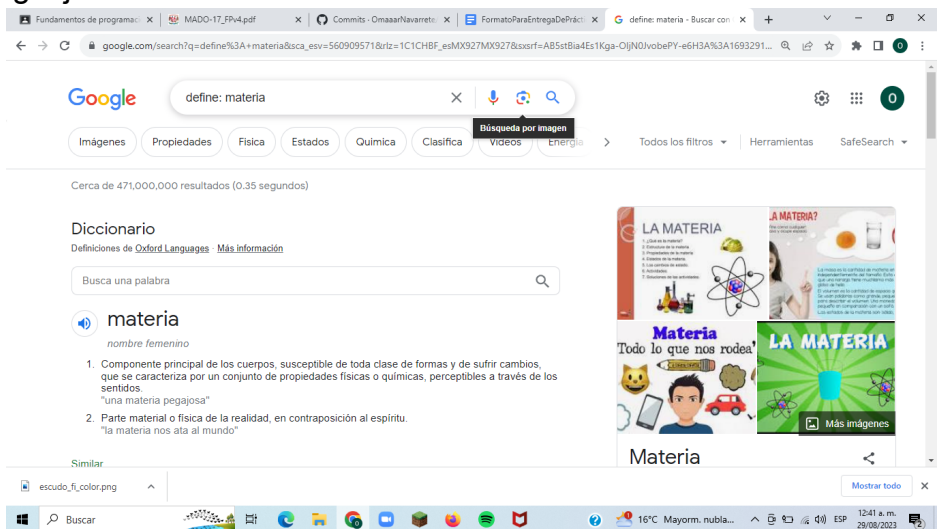 Fundamentos de programaci
MADO-17_FPv4.pdf
Commits · OmaaarNavarrete/
FormatoParaEntregaDePrácti
define: materia - Buscar con
google.com/search?q=define%3A+materia&sca_esv=560909571&rlz=1C1CHBF_esMX927MX927&sxsrf=AB5stBia4Es1Kga-OljN0JvobePY-e6H3A%3A1693291...
Google
define: materia
O
Búsqueda por imagen
Imágenes
Propiedades
Física
Estados
Quimica
Clasifica
Videos
Energía
Todos los filtros
Herramientas
SafeSearch
Cerca de 471,000,000 resultados (0.35 segundos)
Diccionario
Definiciones de Oxford Languages · Más información
Busca una palabra
materia
nombre femenino
1. Componente principal de los cuerpos, susceptible de toda clase de formas y de sufrir cambios,
que se caracteriza por un conjunto de propiedades físicas o químicas, perceptibles a través de los
sentidos.
"una materia pegajosa"
2. Parte material o física de la realidad, en contraposición al espíritu.
"la materia nos ata al mundo"
Similar
LA MATERIA
LA MATERIA?
Materia
Todo lo que nos rodea
LA MATERIA
Más imágenes
Materia
escudo_fi_color.png
Mostrar todo
Buscar
16°C Mayorm. nubla...
ESP
12:41 a. m.
29/08/2023